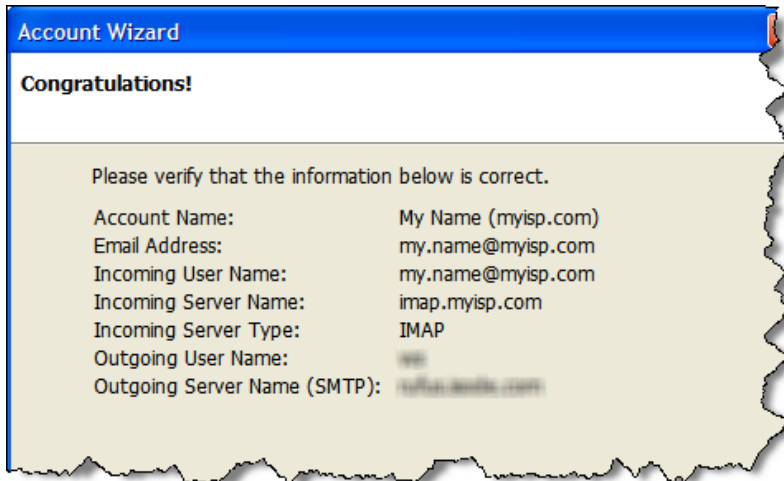 Account Wizard
Congratulations!
Please verify that the information below is correct.
Account Name: My Name (myisp.com)
Email Address: my.name@myisp.com
Incoming User Name: my.name@myisp.com
Incoming Server Name: imap.myisp.com
Incoming Server Type: IMAP
Outgoing User Name:
Outgoing Server Name (SMTP):